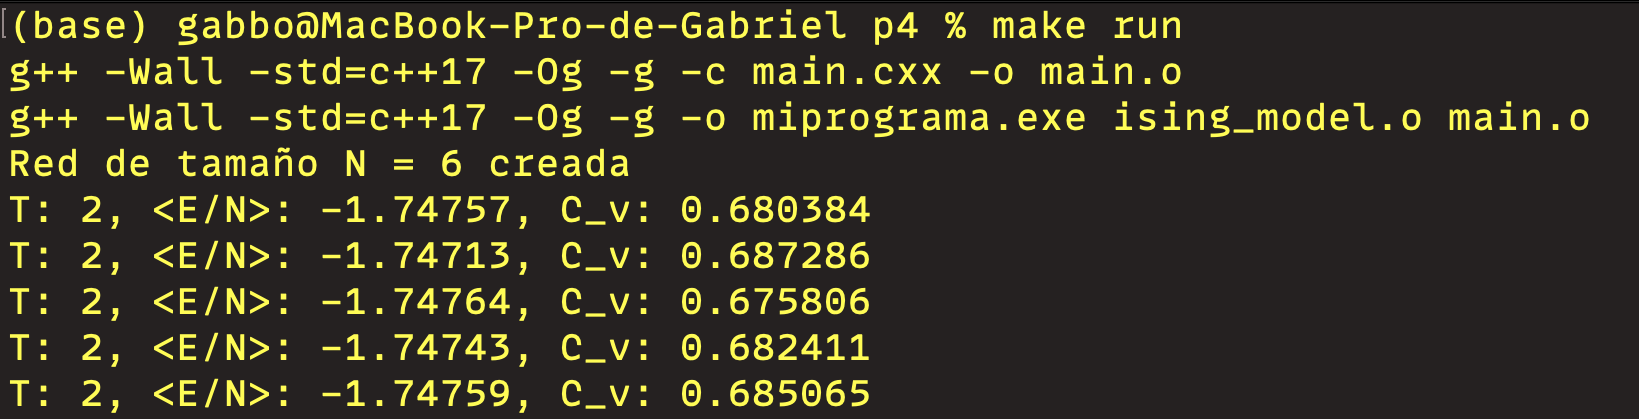 (base) gabbo@MacBook-Pro-de-Gabriel p4 % make run
g++ -Wall -std=c++17 -Og -g -c main.cxx -o main.o
g++ -Wall -std=c++17 -Og -g -o miprograma.exe ising_model.o main.o
Red de tamaño N = 6 creada
T: 2, <E/N>: -1.74757, C_v: 0.680384
T: 2, <E/N>: -1.74713, C_v: 0.687286
T: 2, <E/N>: -1.74764, C_v: 0.675806
T: 2, <E/N>: -1.74743, C_v: 0.682411
T: 2, <E/N>: -1.74759, C_v: 0.685065